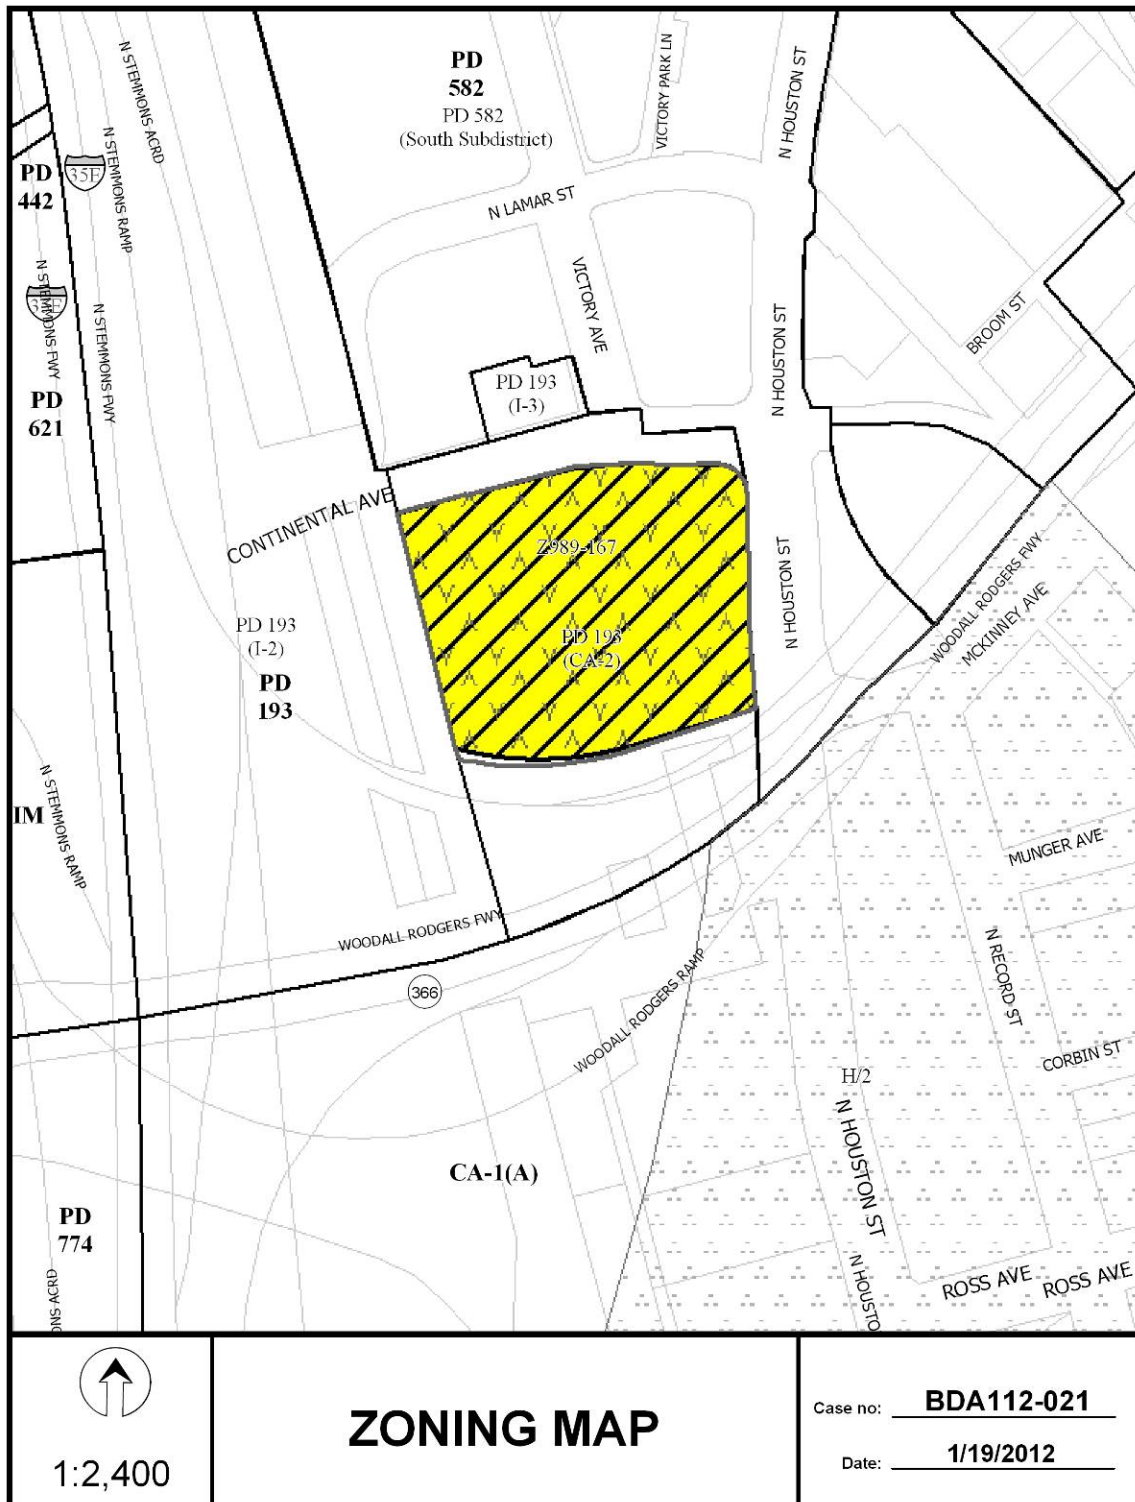 PD
582
PD 582
(South Subdistrict)
N STEMMONS ACRD
N STEMMONS RAMP
VICTORY PARK LN
N HOUSTON ST
PD
442
35E
N LAMAR ST
N STEMMONS FWY
N STEMMONS FWY
VICTORY AVE
N HOUSTON ST
BROOM ST
PD
621
PD 193
(I-3)
CONTINENTAL AVE
Z989-167
N HOUSTON ST
WOODALL RODGERS FWY
MCKINNEY AVE
PD 193
(I-2)
PD
193
PD 193
(CA-2)
IM
N STEMMONS RAMP
MUNGER AVE
WOODALL RODGERS FWY
366
WOODALL RODGERS RAMP
N RECORD ST
CORBIN ST
H/2
N HOUSTON ST
CA-1(A)
PD
774
ONS ACRD
N HOUSTO
ROSS AVE
ROSS AVE
1:2,400
ZONING MAP
Case no: BDA112-021
Date: 1/19/2012